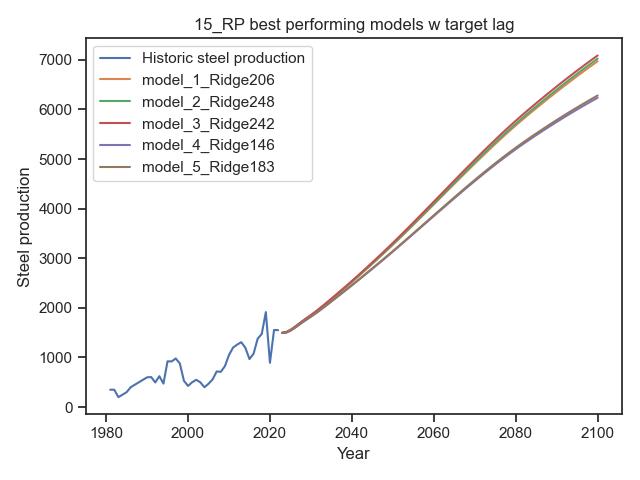 15_RP best performing models w target lag
Historic steel production
model_1_Ridge206
model_2_Ridge248
model_3_Ridge242
model_4_Ridge146
model_5_Ridge183
Steel production
7000
6000
5000
4000
3000
2000
1000
0
1980 2000 2020 2040 2060 2080 2100
Year